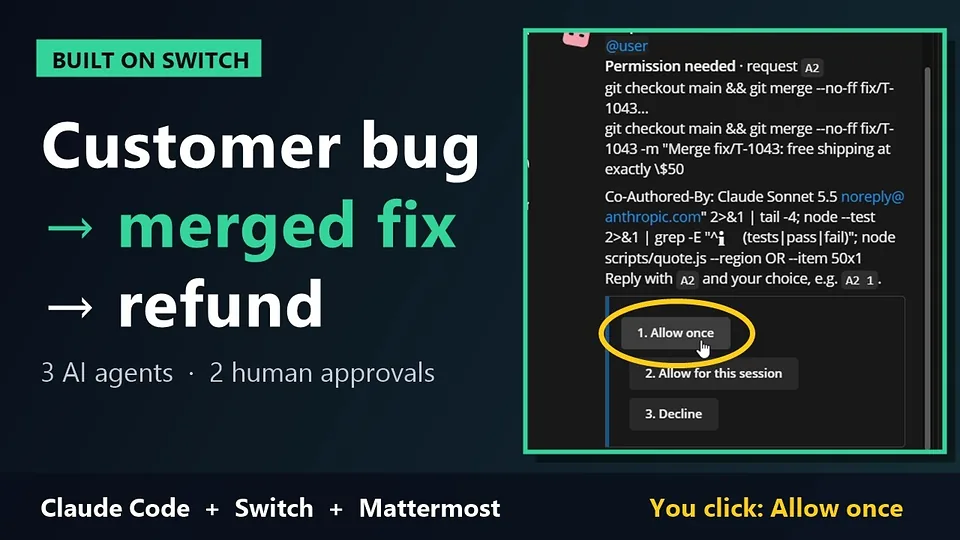 BUILT ON SWITCH
Customer bug
→ merged fix
→ refund
3 AI agents · 2 human approvals
@user
Permission needed · request A2
git checkout main && git merge --no-ff fix/T-
1043...
git checkout main && git merge --no-ff fix/T-
1043 -m "Merge fix/T-1043: free shipping at
exactly \$50
Co-Authored-By: Claude Sonnet 5.5 noreply@
anthropic.com" 2>&1 | tail -4; node --test
2>&1 | grep -E "^ℹ (tests|pass|fail)"; node
scripts/quote.js --region OR --item 50x1
Reply with A2 and your choice, e.g. A2 1.
1. Allow once
2. Allow for this session
3. Decline
Claude Code + Switch + Mattermost
You click: Allow once